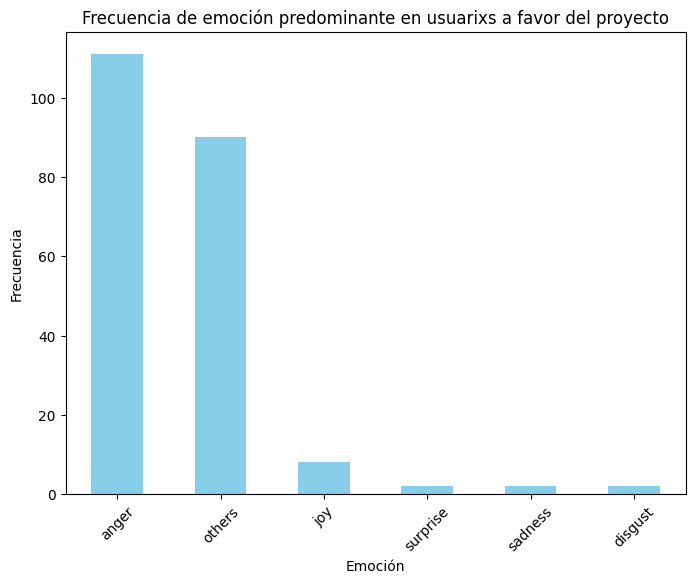 Frecuencia de emoción predominante en usuarixs a favor del proyecto
Frecuencia
100
80
60
40
20
0
anger
others
joy
surprise
sadness
disgust
Emoción